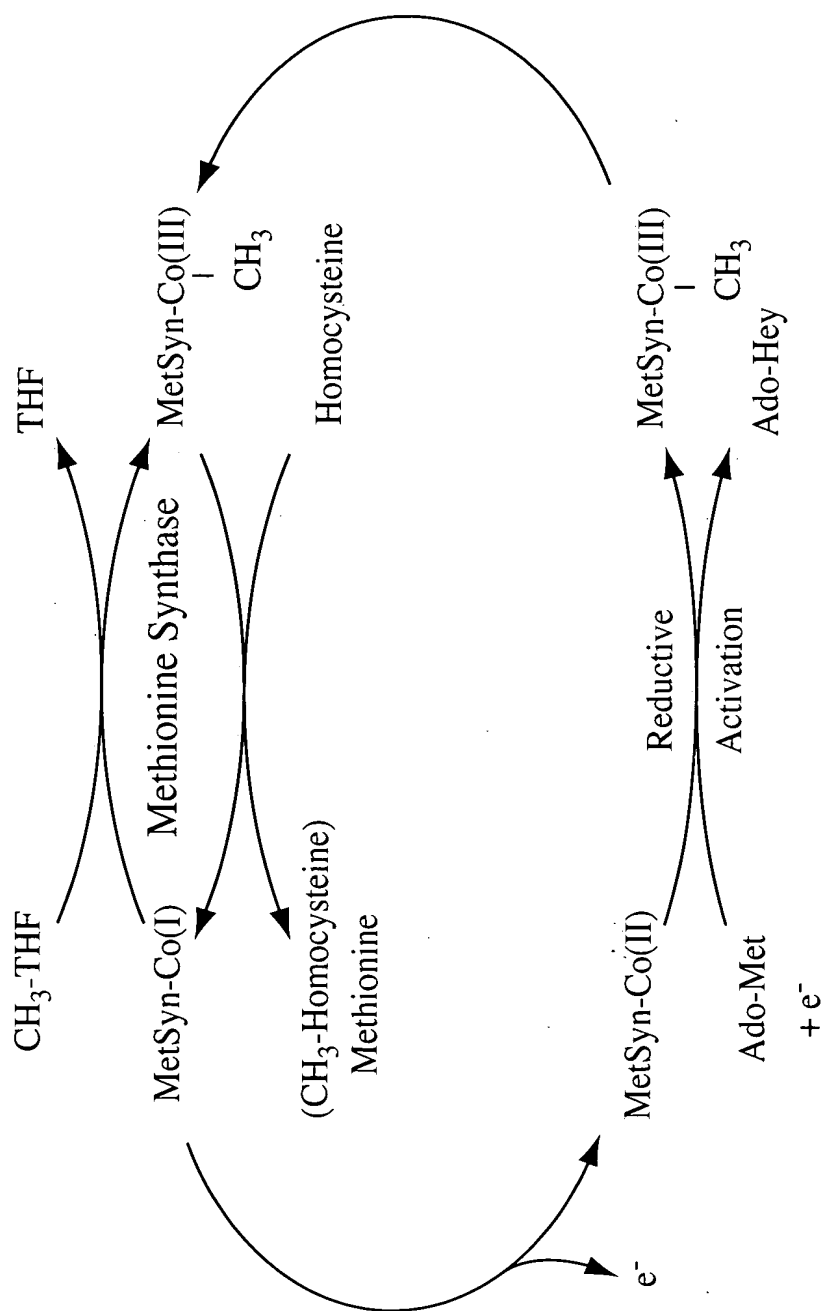 CH₃-THF
THF
MetSyn-Co(I)
Methionine Synthase
MetSyn-Co(III)
CH₃
(CH₃-Homocysteine)
Methionine
Homocysteine
MetSyn-Co(II)
Reductive
MetSyn-Co(III)
CH₃
Ado-Met
Activation
Ado-Hey
+ e⁻
e⁻